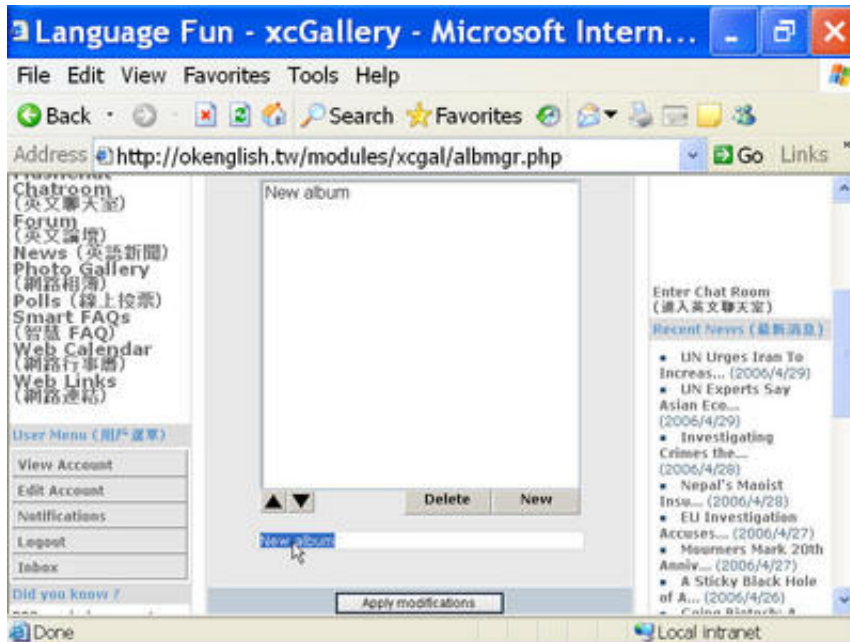 Language Fun - xcGallery - Microsoft Intern...
File Edit View Favorites Tools Help
Back Search Favorites
Address http://okenglish.tw/modules/xcgal/albmgr.php Go Links
Chatroom
(英文聊天室)
Forum
(英文論壇)
News (英語新聞)
Photo Gallery
(網路相簿)
Polls (線上投票)
Smart FAQs
(智慧 FAQ)
Web Calendar
(網路行事曆)
Web Links
(網路連結)
User Menu (用戶選單)
View Account
Edit Account
Notifications
Logout
Inbox
Did you know ?
New album
Delete New
New album
Apply modifications
Enter Chat Room
(進入英文聊天室)
Recent News (最新消息)
UN Urges Iran To
Increas... (2006/4/29)
UN Experts Say
Asian Eco...
(2006/4/29)
Investigating
Crimes the...
(2006/4/28)
Nepal's Maoist
Insu... (2006/4/28)
EU Investigation
Accuses... (2006/4/27)
Mourners Mark 20th
Anniv... (2006/4/27)
A Sticky Black Hole
of A... (2006/4/26)
Done Local intranet